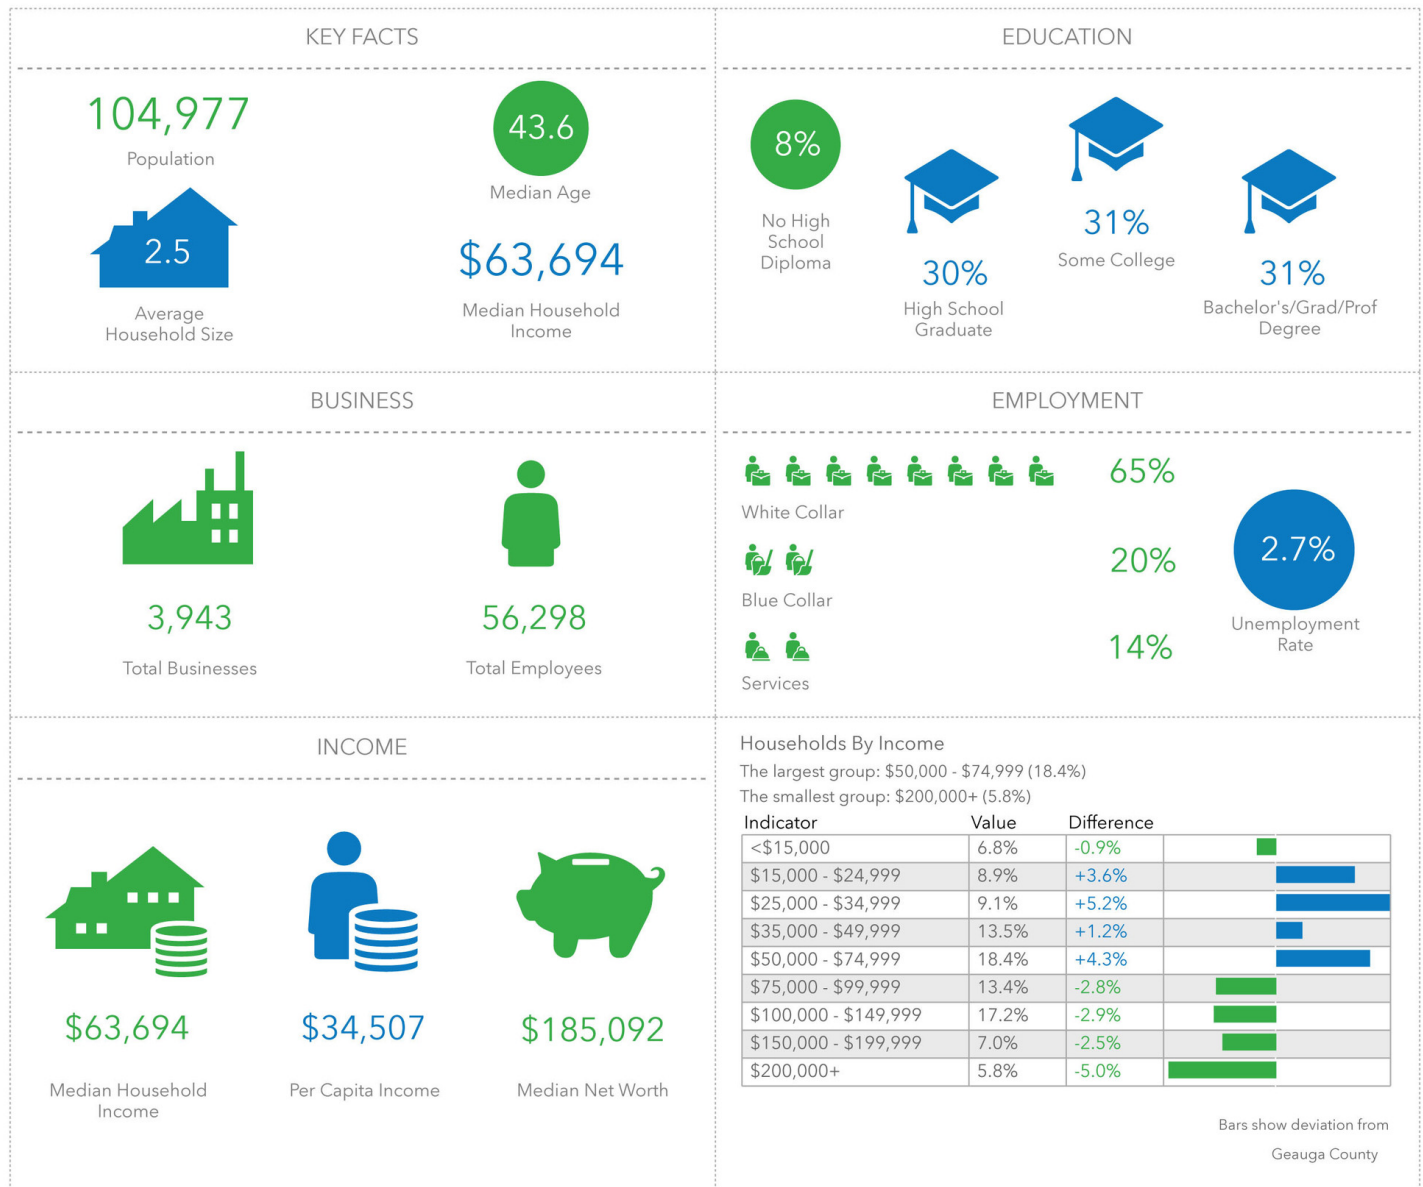 KEY FACTS
104,977
Population
43.6
Median Age
2.5
Average
Household Size
$63,694
Median Household
Income
EDUCATION
8%
No High
School
Diploma
30%
High School
Graduate
31%
Some College
31%
Bachelor's/Grad/Prof
Degree
BUSINESS
3,943
Total Businesses
56,298
Total Employees
EMPLOYMENT
65%
White Collar
20%
Blue Collar
14%
Services
2.7%
Unemployment
Rate
INCOME
$63,694
Median Household
Income
$34,507
Per Capita Income
$185,092
Median Net Worth
Households By Income
The largest group: $50,000 - $74,999 (18.4%)
The smallest group: $200,000+ (5.8%)
Indicator Value Difference
<$15,000 6.8% -0.9%
$15,000 - $24,999 8.9% +3.6%
$25,000 - $34,999 9.1% +5.2%
$35,000 - $49,999 13.5% +1.2%
$50,000 - $74,999 18.4% +4.3%
$75,000 - $99,999 13.4% -2.8%
$100,000 - $149,999 17.2% -2.9%
$150,000 - $199,999 7.0% -2.5%
$200,000+ 5.8% -5.0%
Bars show deviation from
Geauga County